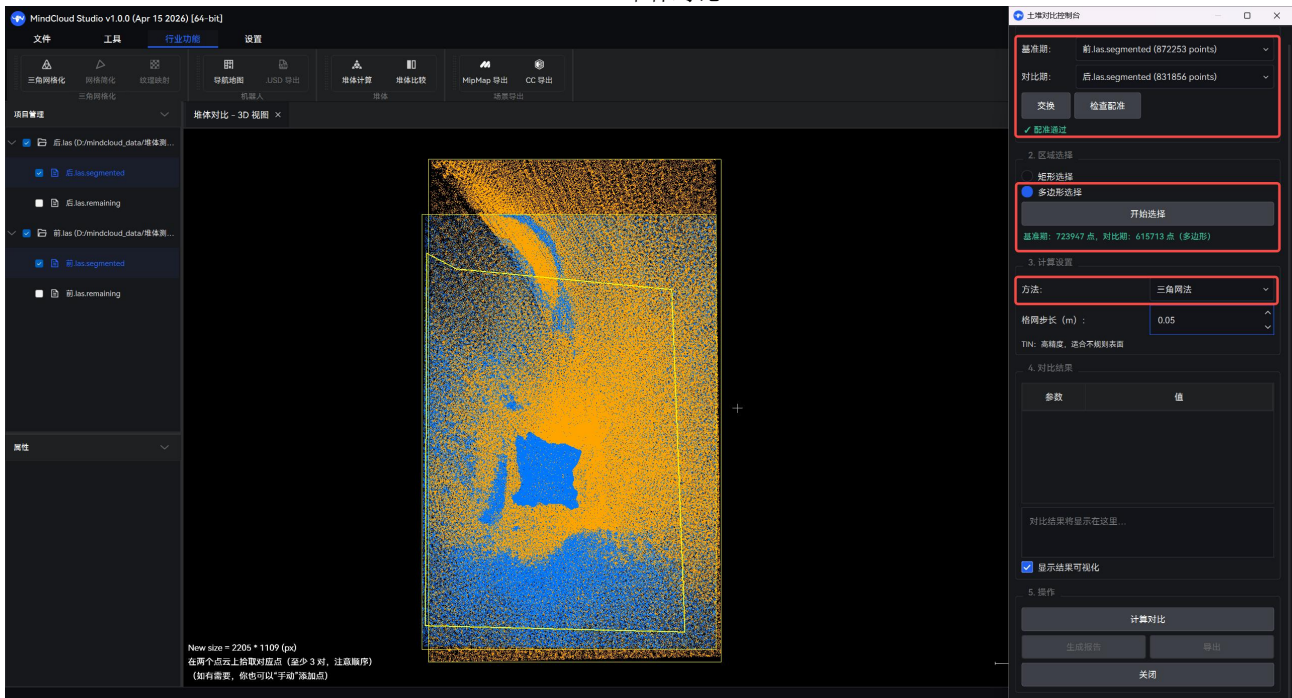 MindCloud Studio v1.0.0 (Apr 15 2026) [64-bit]
文件 工具 行业功能 设置
三角网格化 网格简化 纹理映射
三角网格化
导航地图 .USD 导出
机器人
堆体计算 堆体比较
堆体
MipMap 导出 CC 导出
场景导出
项目管理
后.las (D:/mindcloud_data/堆体测...
后.las.segmented
后.las.remaining
前.las (D:/mindcloud_data/堆体测...
前.las.segmented
前.las.remaining
属性
堆体对比 - 3D 视图 ×
New size = 2205 * 1109 (px)
在两个点云上拾取对应点（至少 3 对，注意顺序）
（如有需要，你也可以“手动”添加点）
土堆对比控制台
基准期: 前.las.segmented (872253 points)
对比期: 后.las.segmented (831856 points)
交换 检查配准
✓ 配准通过
2. 区域选择
矩形选择
多边形选择
开始选择
基准期: 723947 点, 对比期: 615713 点 (多边形)
3. 计算设置
方法: 三角网法
格网步长（m）: 0.05
TIN: 高精度, 适合不规则表面
4. 对比结果
参数 值
对比结果将显示在这里...
显示结果可视化
5. 操作
计算对比
生成报告 导出
关闭